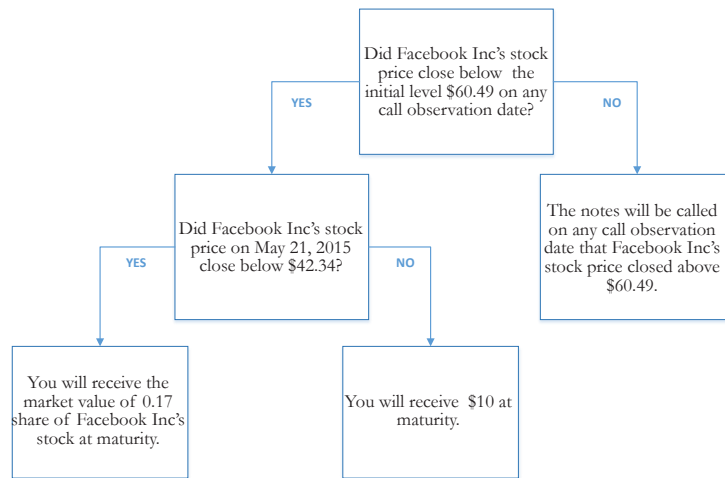 Did Facebook Inc's stock
price close below the
initial level $60.49 on any
call observation date?
YES
NO
Did Facebook Inc's stock
price on May 21, 2015
close below $42.34?
The notes will be called
on any call observation
date that Facebook Inc's
stock price closed above
$60.49.
YES
NO
You will receive the
market value of 0.17
share of Facebook Inc's
stock at maturity.
You will receive $10 at
maturity.